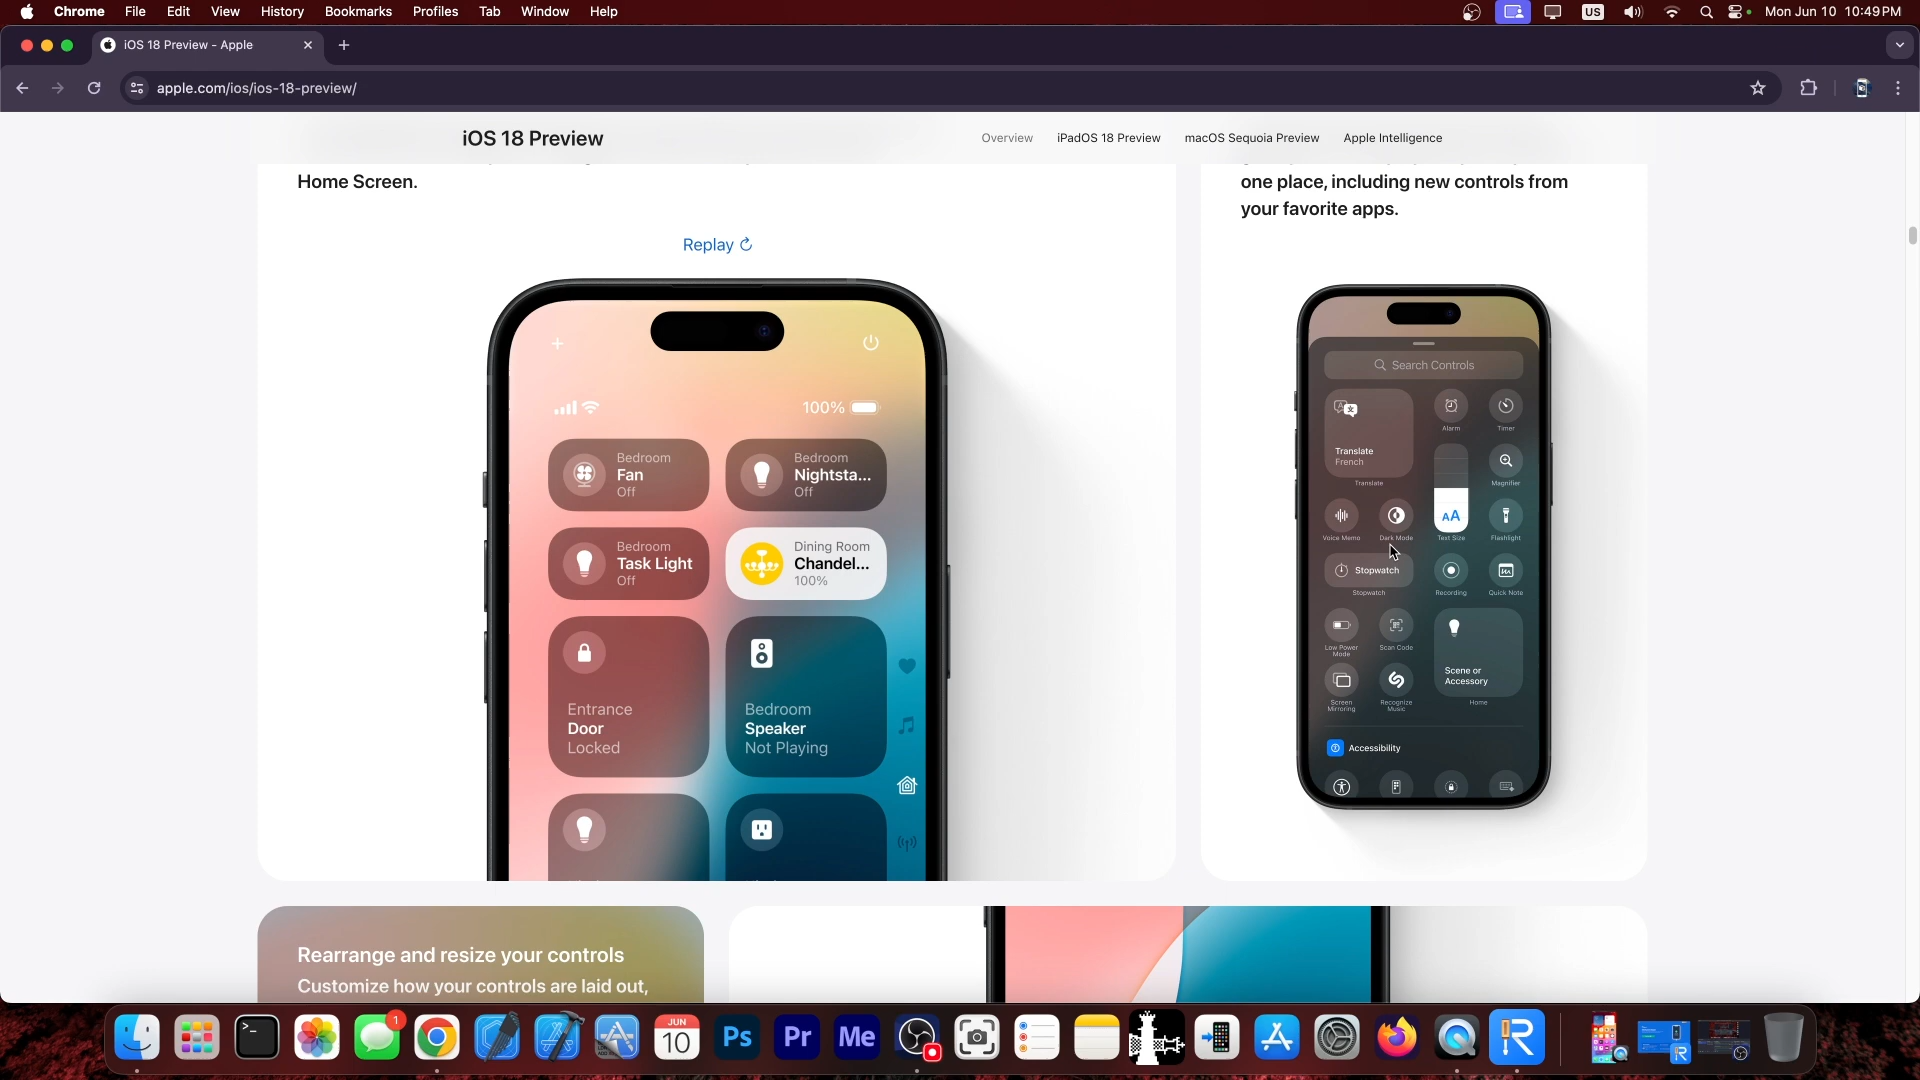 Chrome File Edit View History Bookmarks Profiles Tab Window Help US Mon Jun 10 10:49 PM
iOS 18 Preview - Apple
apple.com/ios/ios-18-preview/
iOS 18 Preview
Overview iPadOS 18 Preview macOS Sequoia Preview Apple Intelligence
Home Screen.
Replay
100%
Bedroom
Fan
Off
Bedroom
Nightsta...
Off
Bedroom
Task Light
Off
Dining Room
Chandel...
100%
Entrance
Door
Locked
Bedroom
Speaker
Not Playing
one place, including new controls from
your favorite apps.
Search Controls
Translate
French
Translate
Alarm
Timer
Magnifier
Voice Memo
Dark Mode
AA
Text Size
Flashlight
Stopwatch
Stopwatch
Recording
Quick Note
Low Power
Mode
Scan Code
Screen
Mirroring
Recognize
Music
Scene or
Accessory
Home
Accessibility
Rearrange and resize your controls
Customize how your controls are laid out,
1
JUN
10
Ps
Pr
Me